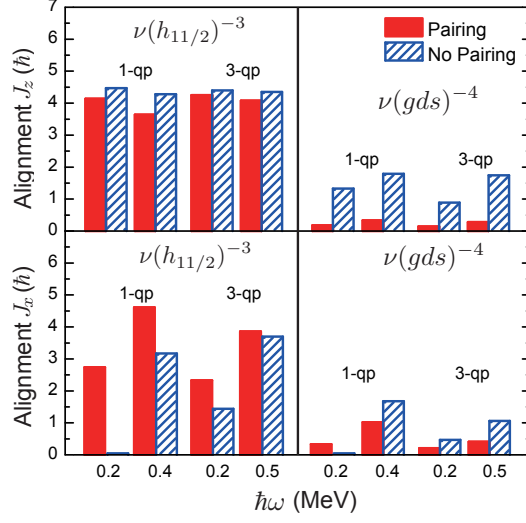 ν(h₁₁/₂)⁻³
Pairing
No Pairing
1-qp 3-qp
ν(gds)⁻⁴
1-qp 3-qp
Alignment J_z (ħ)
7
6
5
4
3
2
1
0
ν(h₁₁/₂)⁻³
ν(gds)⁻⁴
1-qp 3-qp
1-qp 3-qp
Alignment J_x (ħ)
6
5
4
3
2
1
0
0.2 0.4 0.2 0.5 0.2 0.4 0.2 0.5
ħω (MeV)